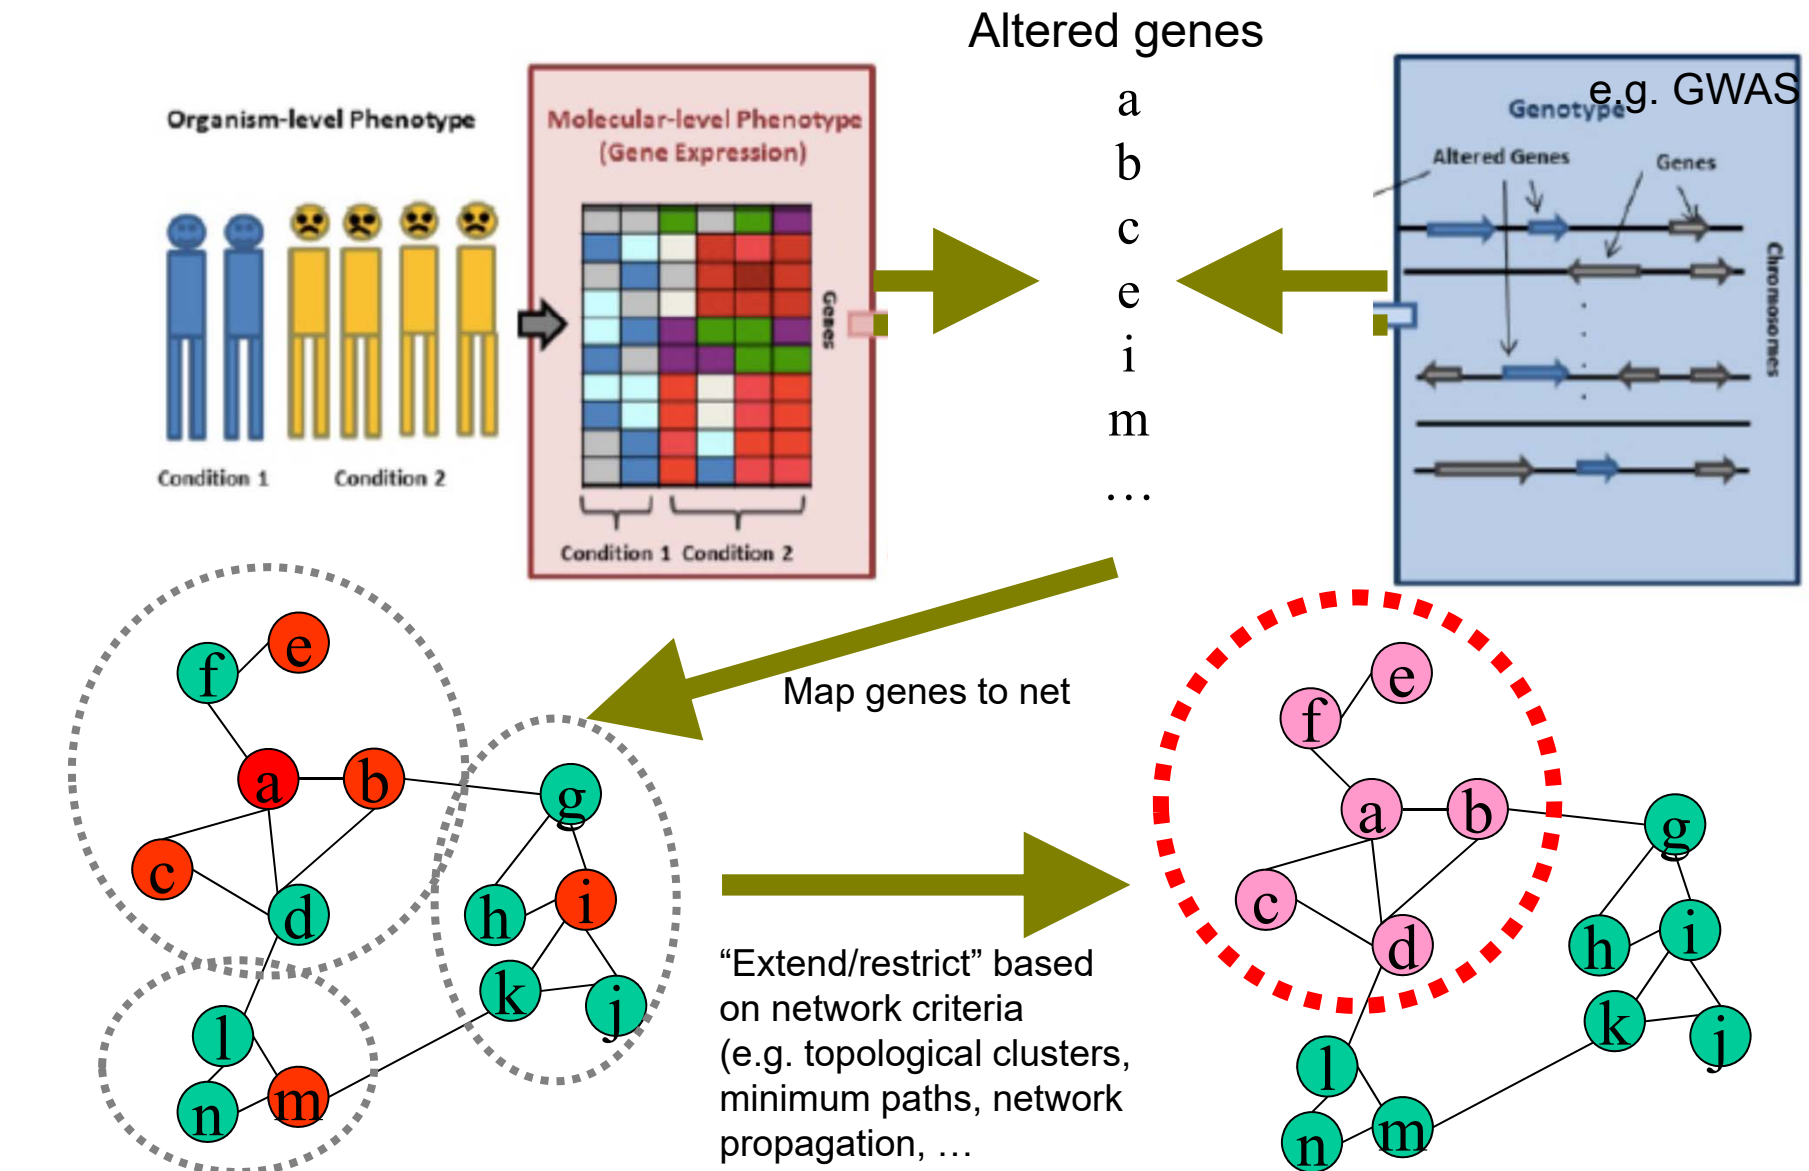 Altered genes
Organism-level Phenotype
Condition 1
Condition 2
Molecular-level Phenotype
(Gene Expression)
Genes
Condition 1 Condition 2
a
b
c
e
i
m
…
e.g. GWAS
Genotype
Altered Genes
Genes
Chromosomes
Map genes to net
e
f
a
b
c
d
g
h
i
k
j
l
n
m
“Extend/restrict” based
on network criteria
(e.g. topological clusters,
minimum paths, network
propagation, …
e
f
a
b
c
d
g
h
i
k
j
l
n
m